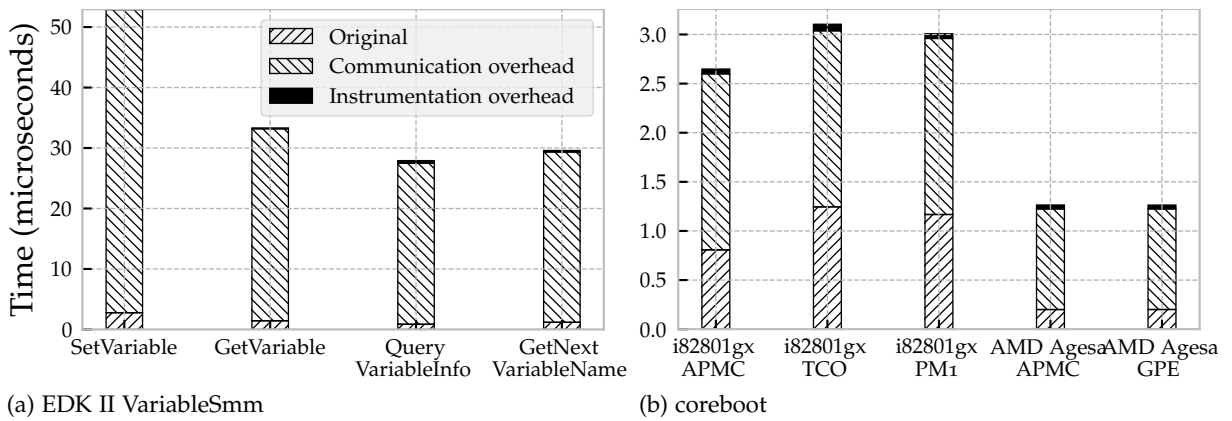 Time (microseconds)
50
40
30
20
10
0
Original
Communication overhead
Instrumentation overhead
SetVariable
GetVariable
Query
VariableInfo
GetNext
VariableName
(a) EDK II VariableSmm
3.0
2.5
2.0
1.5
1.0
0.5
0.0
i82801gx
APMC
i82801gx
TCO
i82801gx
PM1
AMD Agesa
APMC
AMD Agesa
GPE
(b) coreboot